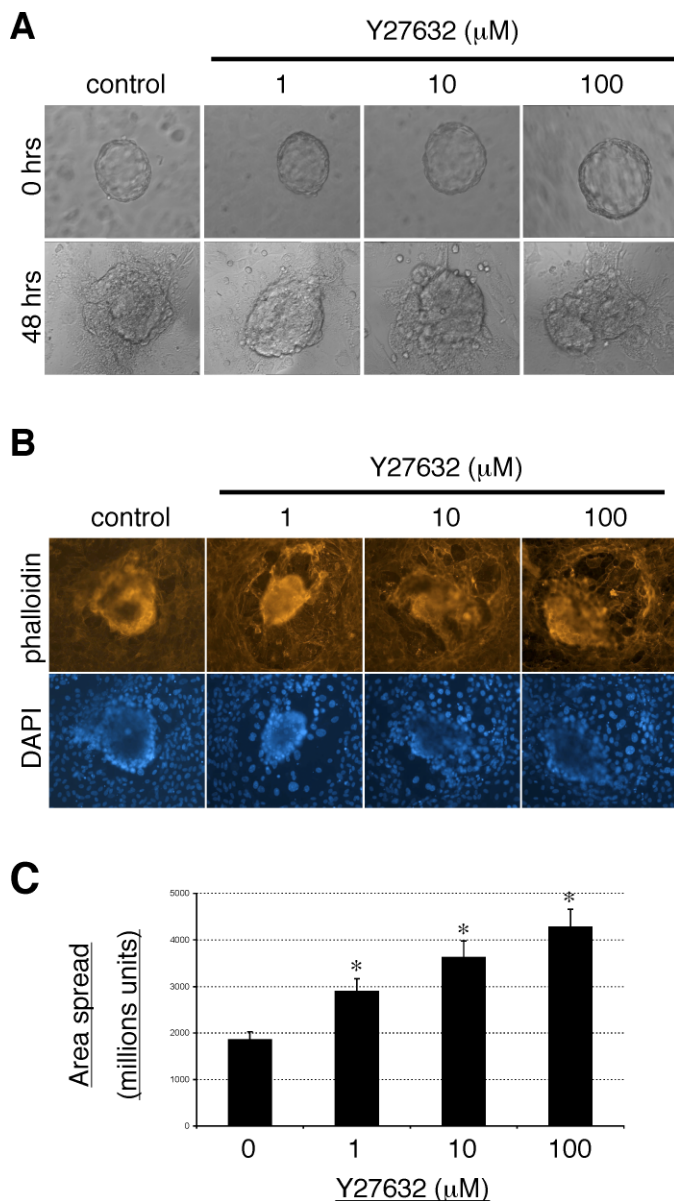 A
Y27632 (μM)
control 1 10 100
0 hrs
48 hrs
B
Y27632 (μM)
control 1 10 100
phalloidin
DAPI
C
Area spread
(millions units)
5000
4000
3000
2000
1000
0
* * *
0 1 10 100
Y27632 (μM)